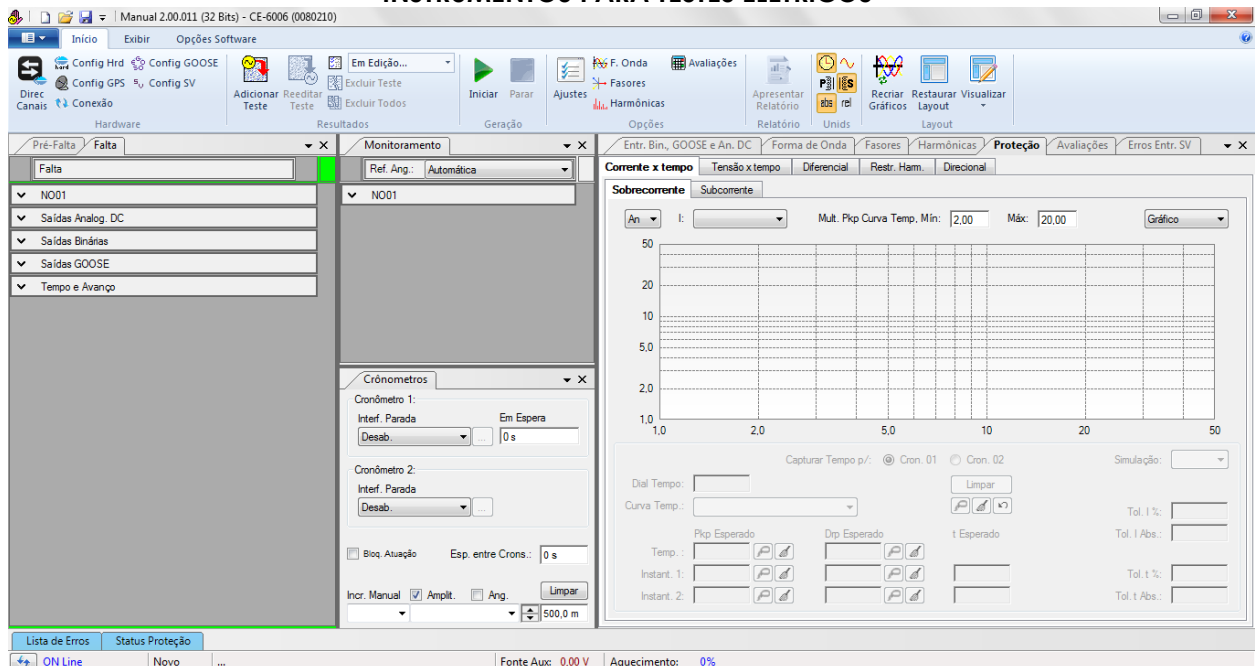 INSTRUMENTOS PARA TESTES ELÉTRICOS
Manual 2.00.011 (32 Bits) - CE-6006 (0080210)
Início Exibir Opções Software
Direc Canais
Config Hrd
Config GPS
Conexão
Config GOOSE
Config SV
Hardware
Adicionar Teste
Reeditar Teste
Em Edição...
Excluir Teste
Excluir Todos
Resultados
Iniciar Parar
Geração
Ajustes
F. Onda
Fasores
Harmônicas
Avaliações
Opções
Apresentar Relatório
Relatório
P S
abs rel
Unids
Recriar Gráficos
Restaurar Layout
Visualizar
Layout
Pré-Falta Falta
Falta
NO01
Saídas Analog. DC
Saídas Binárias
Saídas GOOSE
Tempo e Avanço
Monitoramento
Ref. Ang.: Automática
NO01
Crônometros
Cronômetro 1:
Interf. Parada Em Espera
Desab. ... 0 s
Cronômetro 2:
Interf. Parada
Desab. ...
Bloq. Atuação Esp. entre Crons.: 0 s
Incr. Manual Amplit. Ang. Limpar
500,0 m
Entr. Bin., GOOSE e An. DC Forma de Onda Fasores Harmônicas Proteção Avaliações Erros Entr. SV
Corrente x tempo Tensão x tempo Diferencial Restr. Harm. Direcional
Sobrecorrente Subcorrente
An I: Mult. Pkp Curva Temp, Mín: 2,00 Máx: 20,00 Gráfico
50
20
10
5,0
2,0
1,0
1,0 2,0 5,0 10 20 50
Capturar Tempo p/: Cron. 01 Cron. 02 Simulação:
Dial Tempo: Limpar
Curva Temp.: Tol. I %:
Pkp Esperado Drp Esperado t Esperado Tol. I Abs.:
Temp. :
Instant. 1: Tol. t %:
Instant. 2: Tol. t Abs.:
Lista de Erros Status Proteção
ON Line Novo ... Fonte Aux: 0.00 V Aquecimento: 0%